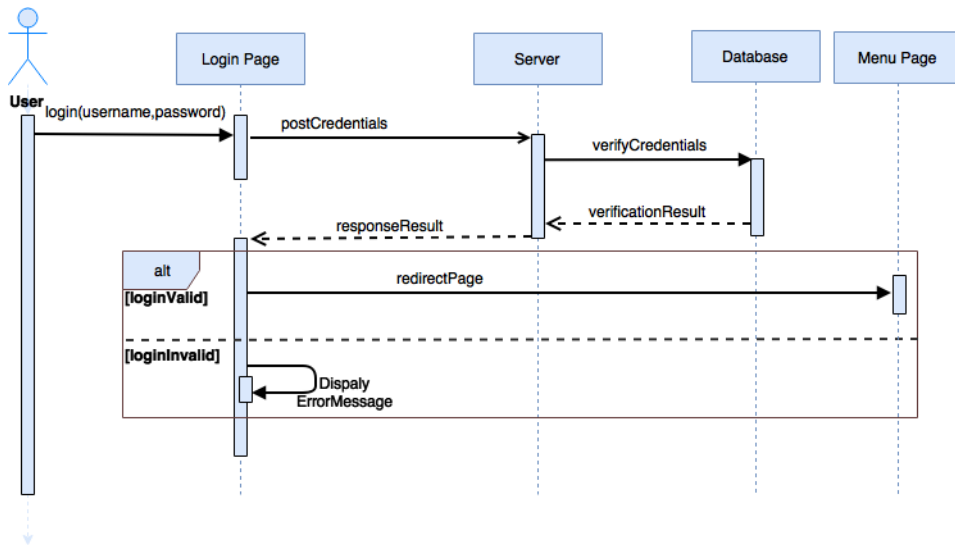 Login Page
Server
Database
Menu Page
User
login(username,password)
postCredentials
verifyCredentials
verificationResult
responseResult
alt
redirectPage
[loginValid]
[loginInvalid]
Dispaly
ErrorMessage